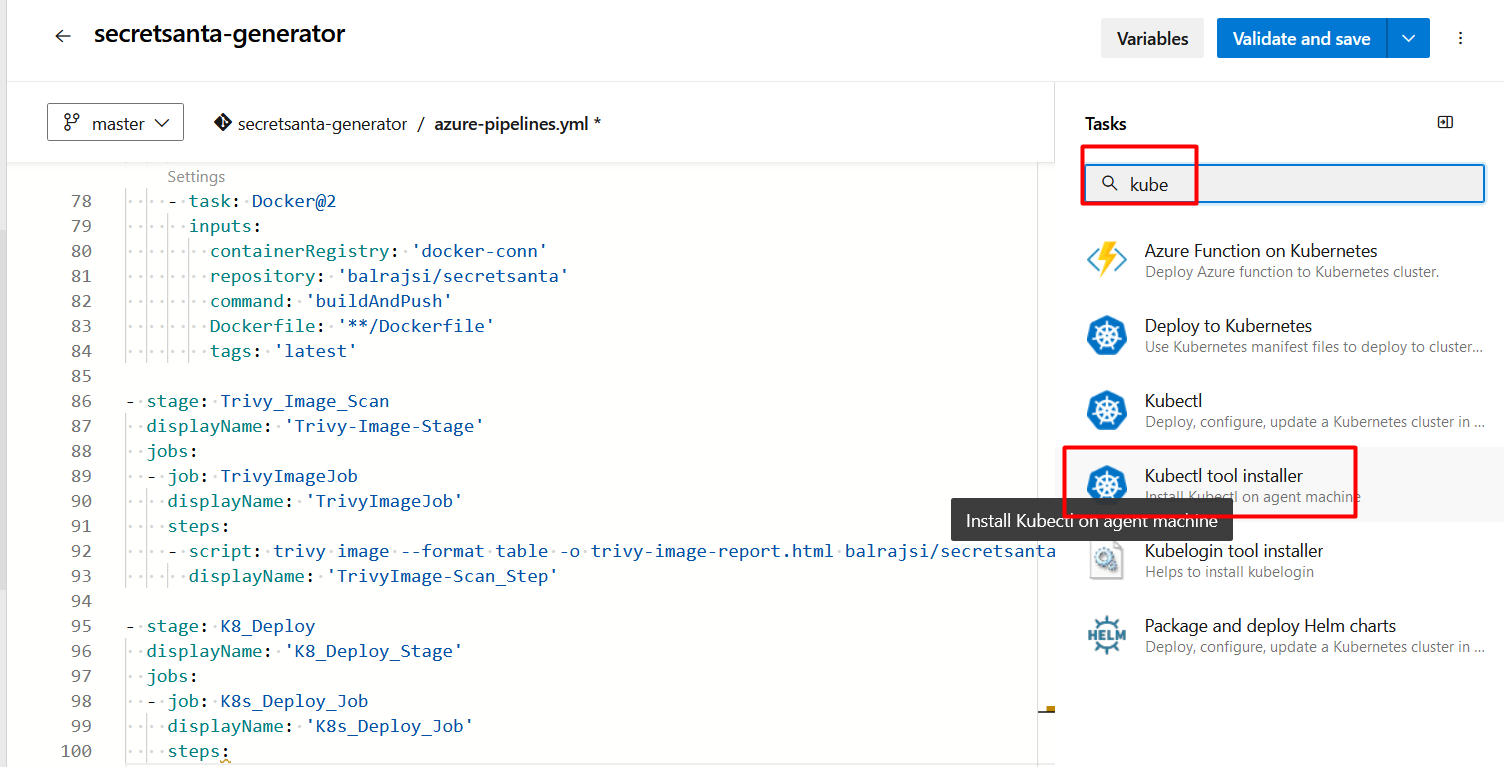 secretsanta-generator
Variables
Validate and save
master
secretsanta-generator / azure-pipelines.yml *
Settings
78 - task: Docker@2
79 inputs:
80 containerRegistry: 'docker-conn'
81 repository: 'balrajsi/secretsanta'
82 command: 'buildAndPush'
83 Dockerfile: '**/Dockerfile'
84 tags: 'latest'
85
86 - stage: Trivy_Image_Scan
87 displayName: 'Trivy-Image-Stage'
88 jobs:
89 - job: TrivyImageJob
90 displayName: 'TrivyImageJob'
91 steps:
92 - script: trivy image --format table -o trivy-image-report.html balrajsi/secretsanta
93 displayName: 'TrivyImage-Scan_Step'
94
95 - stage: K8_Deploy
96 displayName: 'K8_Deploy_Stage'
97 jobs:
98 - job: K8s_Deploy_Job
99 displayName: 'K8s_Deploy_Job'
100 steps:
Tasks
kube
Azure Function on Kubernetes
Deploy Azure function to Kubernetes cluster.
Deploy to Kubernetes
Use Kubernetes manifest files to deploy to cluster...
Kubectl
Deploy, configure, update a Kubernetes cluster in ...
Kubectl tool installer
Install Kubectl on agent machine
Install Kubectl on agent machine
Kubelogin tool installer
Helps to install kubelogin
HELM
Package and deploy Helm charts
Deploy, configure, update a Kubernetes cluster in ...